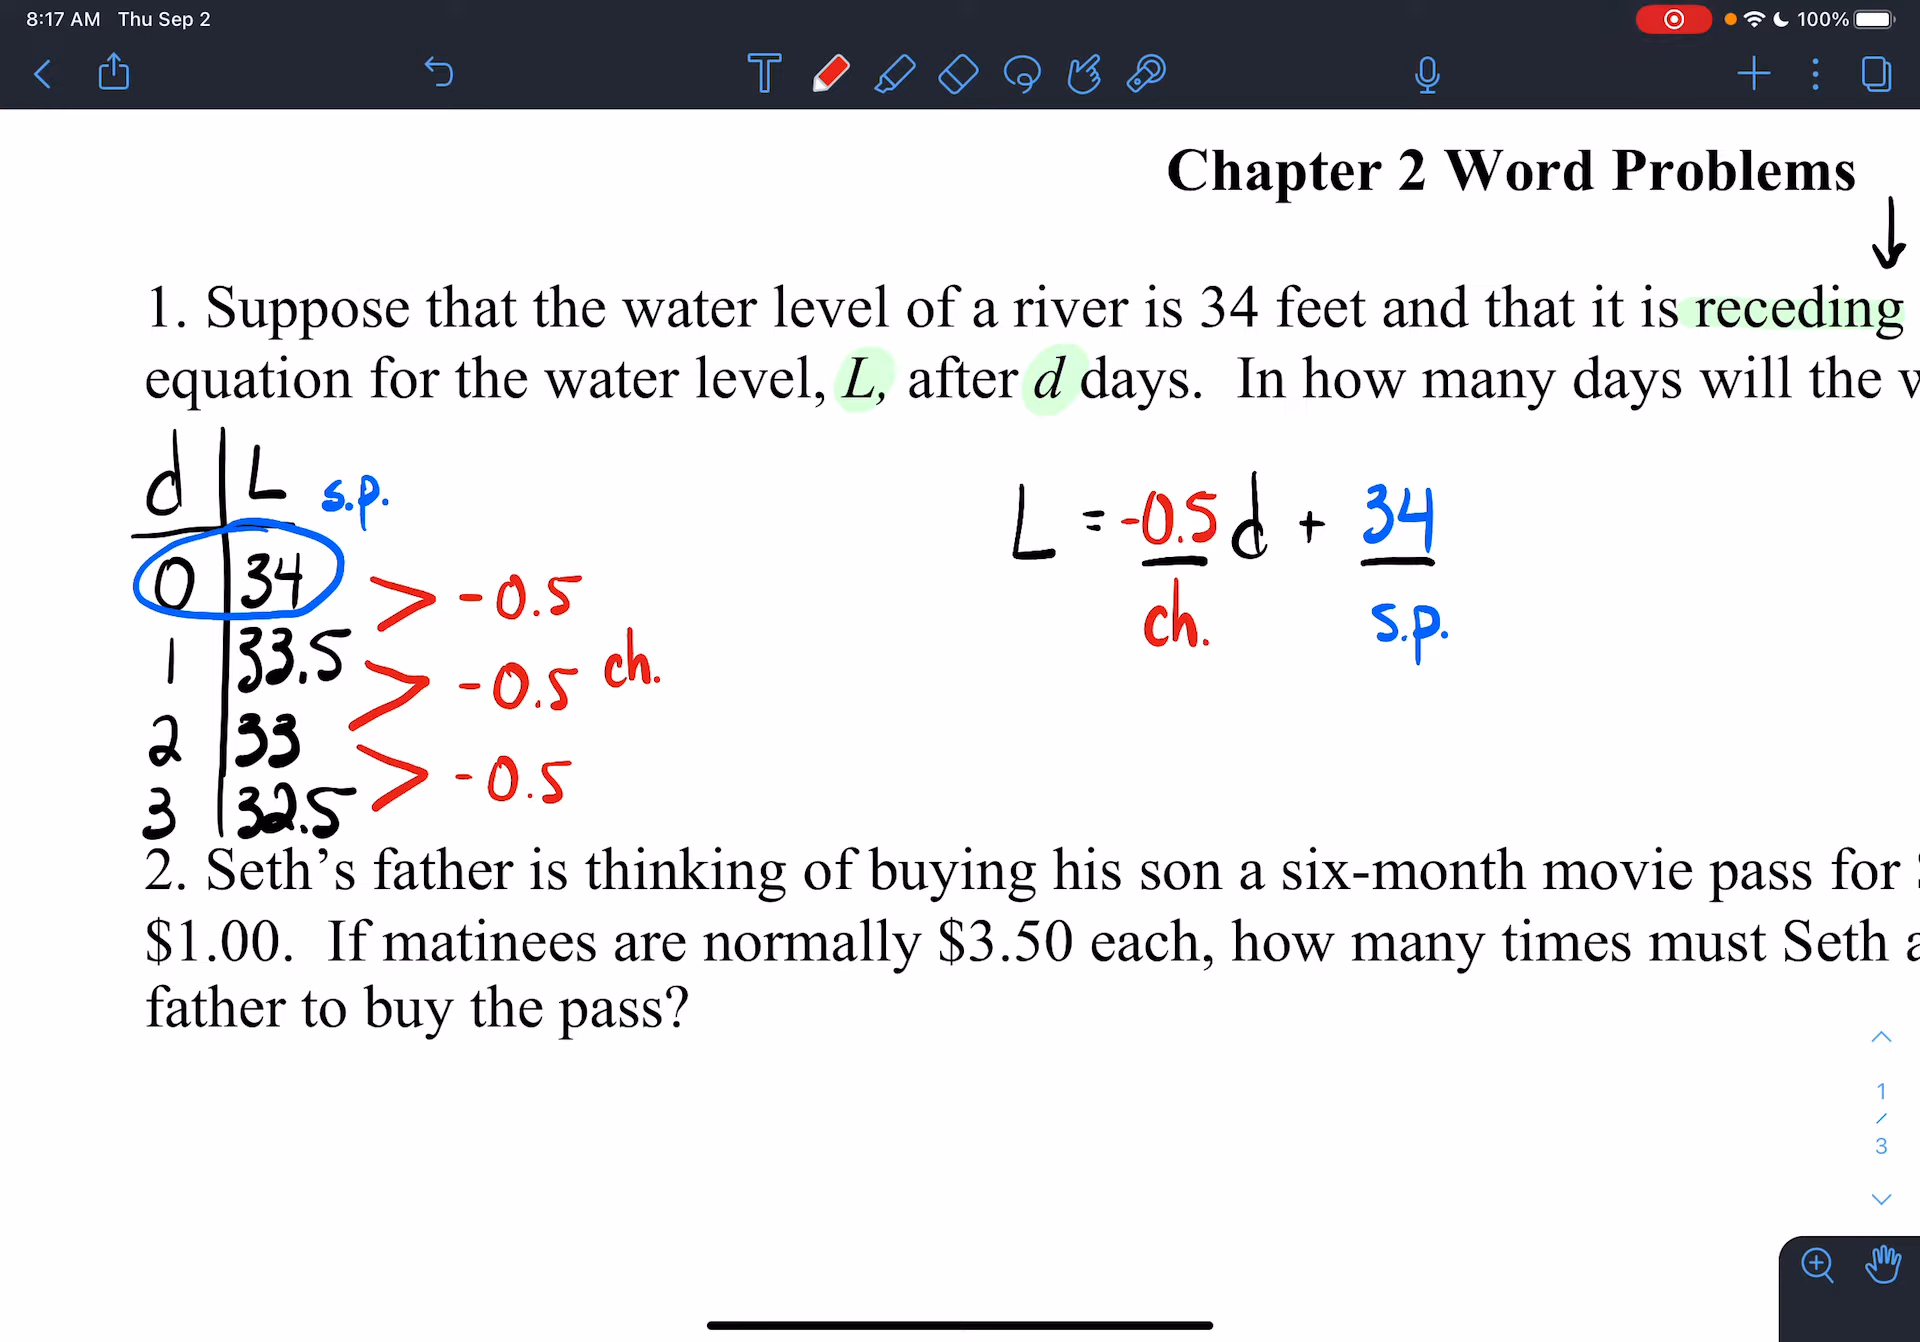 8:17 AM Thu Sep 2
100%
T
Chapter 2 Word Problems
1. Suppose that the water level of a river is 34 feet and that it is receding
equation for the water level, L, after d days. In how many days will the
d L s.p.
0 34
> -0.5
1 33.5
> -0.5 ch.
2 33
> -0.5
3 32.5
L = -0.5 d + 34
ch. s.p.
2. Seth’s father is thinking of buying his son a six-month movie pass for
$1.00. If matinees are normally $3.50 each, how many times must Seth
father to buy the pass?
1
/
3